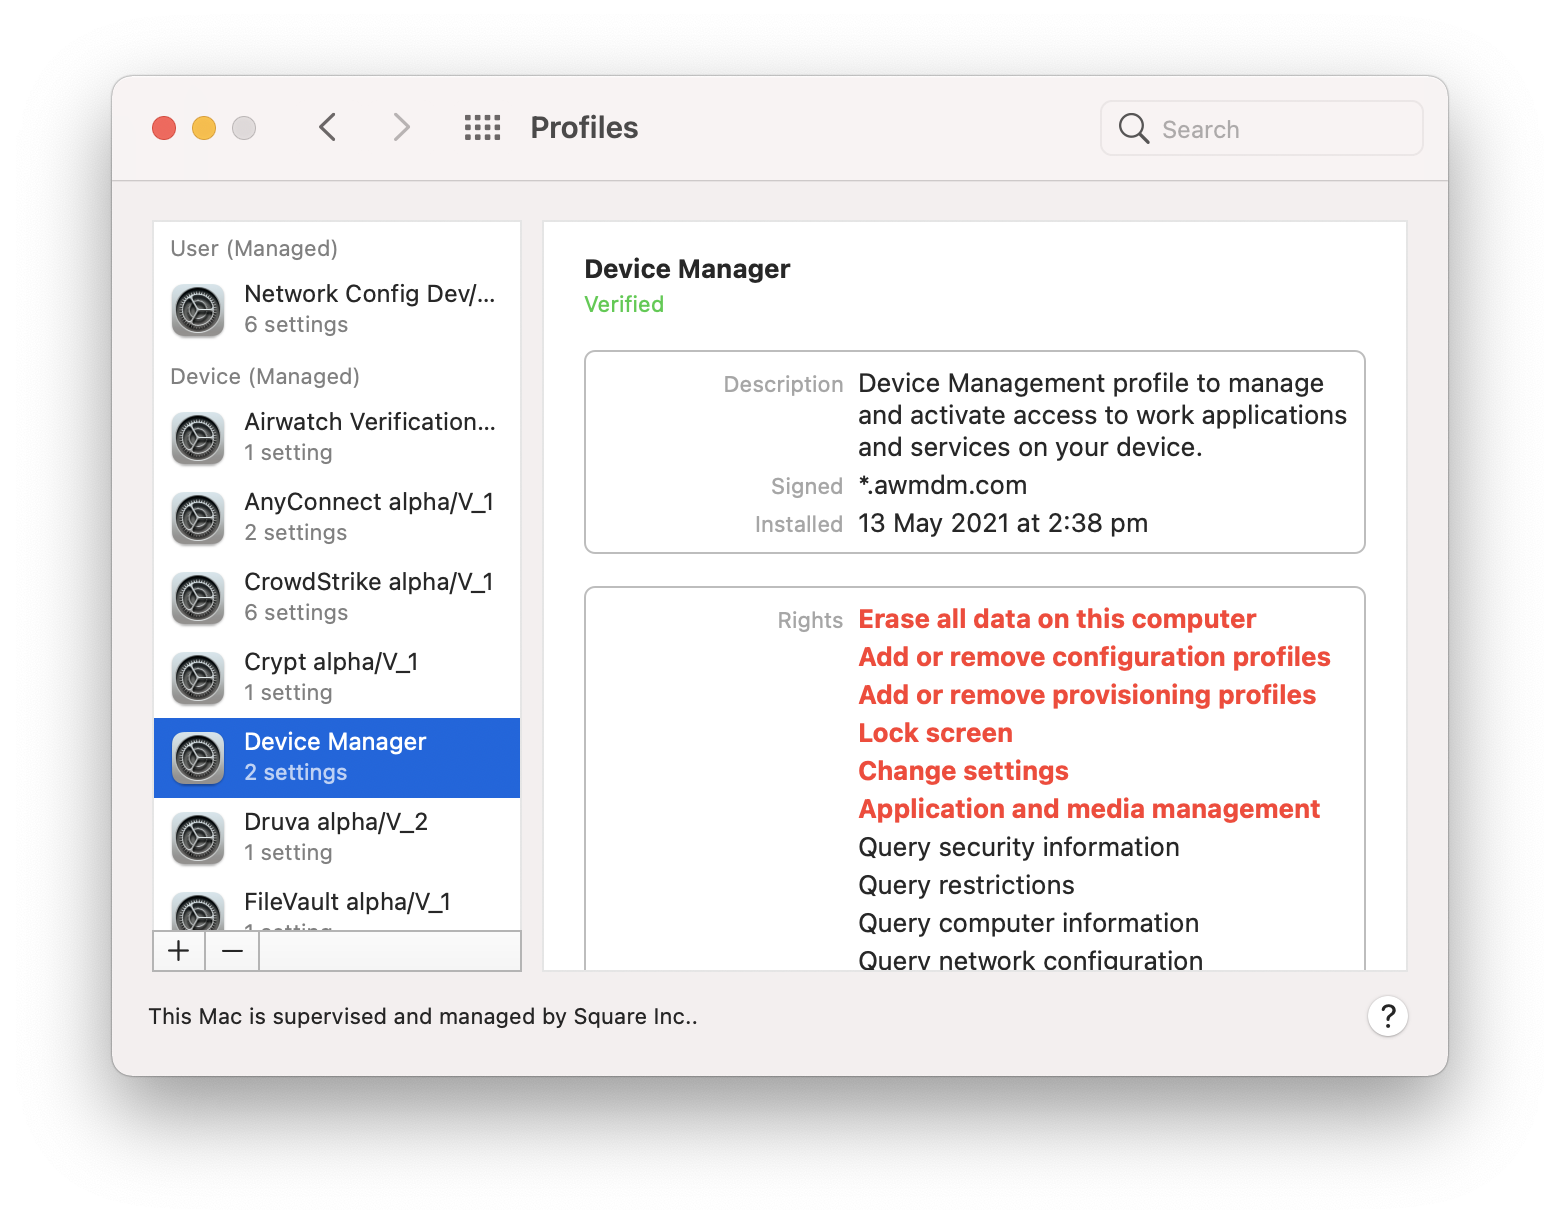 Profiles
Search
User (Managed)
Network Config Dev/...
6 settings
Device (Managed)
Airwatch Verification...
1 setting
AnyConnect alpha/V_1
2 settings
CrowdStrike alpha/V_1
6 settings
Crypt alpha/V_1
1 setting
Device Manager
2 settings
Druva alpha/V_2
1 setting
FileVault alpha/V_1
1 setting
Device Manager
Verified
Description Device Management profile to manage
and activate access to work applications
and services on your device.
Signed *.awmdm.com
Installed 13 May 2021 at 2:38 pm
Rights Erase all data on this computer
Add or remove configuration profiles
Add or remove provisioning profiles
Lock screen
Change settings
Application and media management
Query security information
Query restrictions
Query computer information
Query network configuration
This Mac is supervised and managed by Square Inc..
?